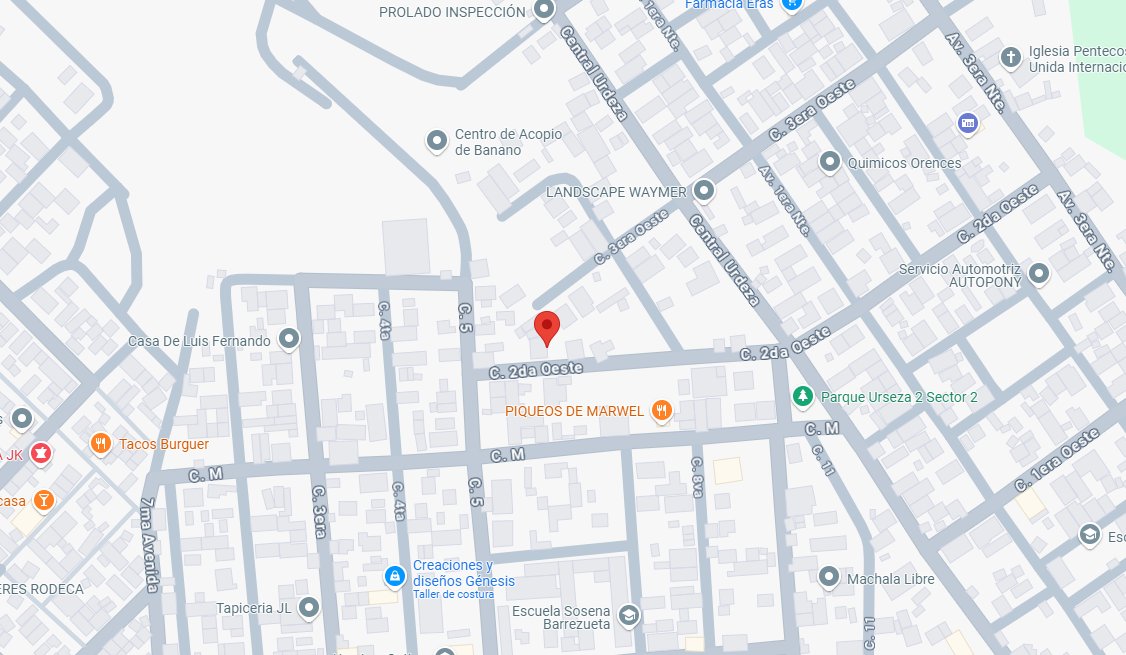 PROLADO INSPECCIÓN
Farmacia Eras
1era Nte.
Central Urdeza
Av. 3era Nte.
Iglesia Pentecos
Unida Internacio
C. 3era Oeste
Centro de Acopio
de Banano
Quimicos Orences
LANDSCAPE WAYMER
Av. 1era Nte.
C. 2da Oeste
Av. 3era Nte.
C. 3era Oeste
Central Urdeza
Servicio Automotriz
AUTOPONY
C. 4ta
C. 5
Casa De Luis Fernando
C. 2da Oeste
C. 2da Oeste
Parque Urseza 2 Sector 2
PIQUEOS DE MARWEL
s
Tacos Burguer
A JK
C. M
C. M
C. M
C. 11
C. 1era Oeste
casa
7ma Avenida
C. 3era
C. 4ta
C. 5
C. 8va
Esc
Creaciones y
diseños Génesis
Taller de costura
Machala Libre
ERES RODECA
Tapiceria JL
Escuela Sosena
Barrezueta
C. 11